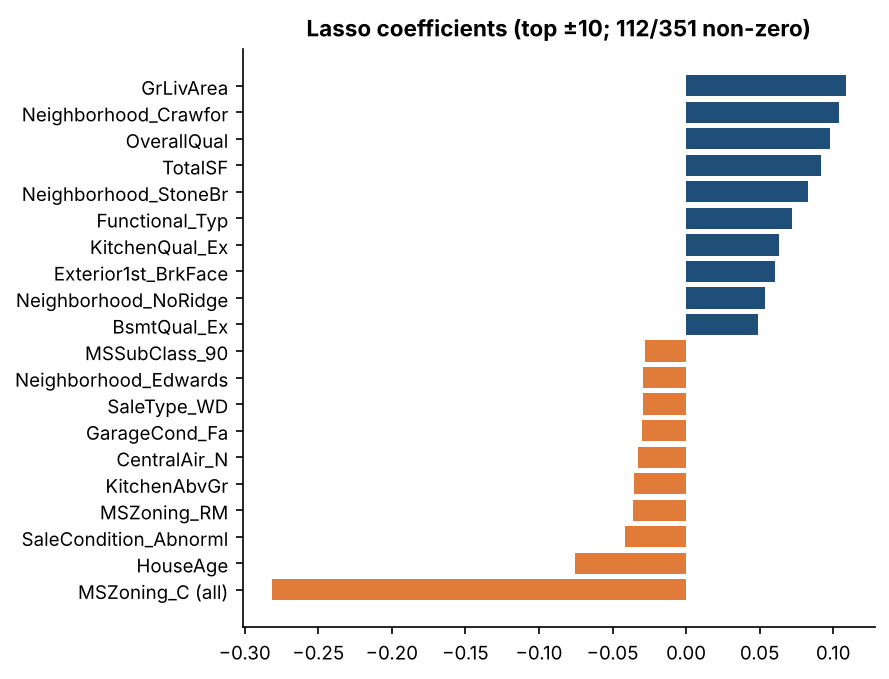 Lasso coefficients (top ±10; 112/351 non-zero)
GrLivArea
Neighborhood_Crawfor
OverallQual
TotalSF
Neighborhood_StoneBr
Functional_Typ
KitchenQual_Ex
Exterior1st_BrkFace
Neighborhood_NoRidge
BsmtQual_Ex
MSSubClass_90
Neighborhood_Edwards
SaleType_WD
GarageCond_Fa
CentralAir_N
KitchenAbvGr
MSZoning_RM
SaleCondition_Abnorml
HouseAge
MSZoning_C (all)
−0.30 −0.25 −0.20 −0.15 −0.10 −0.05 0.00 0.05 0.10